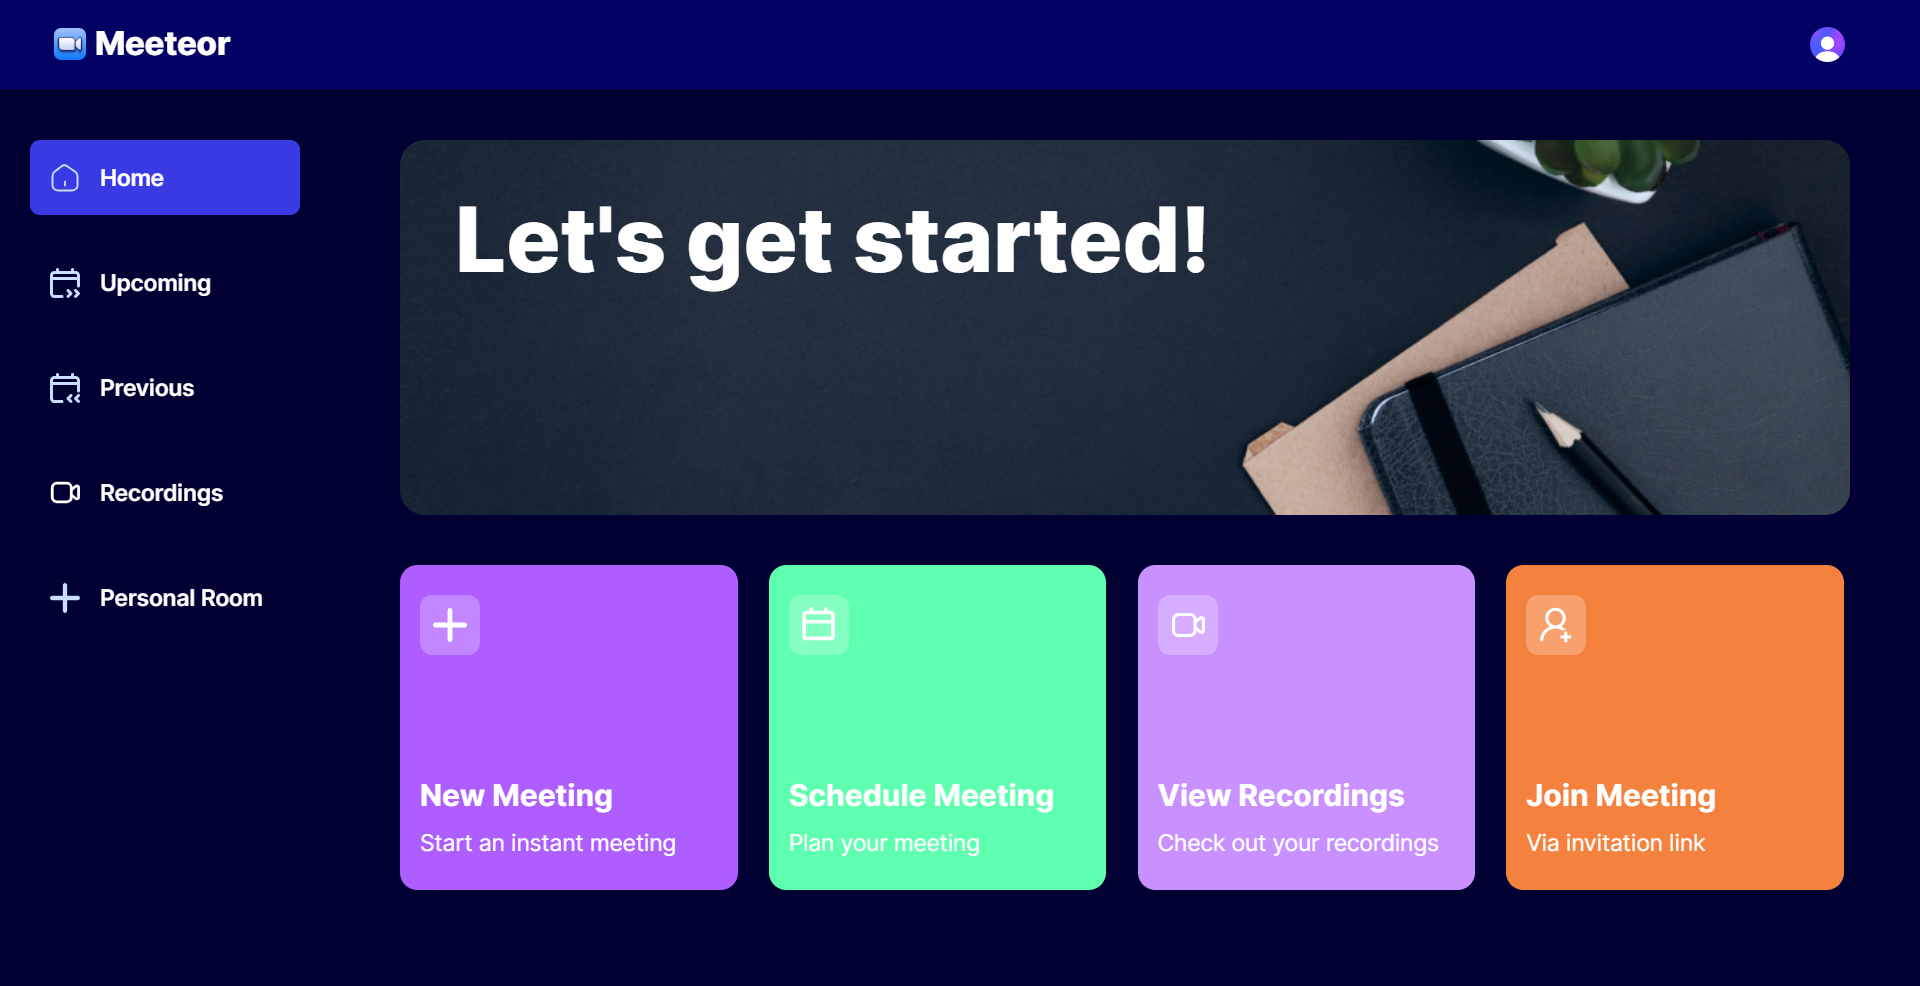 Meeteor
Home
Upcoming
Previous
Recordings
Personal Room
Let's get started!
New Meeting
Start an instant meeting
Schedule Meeting
Plan your meeting
View Recordings
Check out your recordings
Join Meeting
Via invitation link